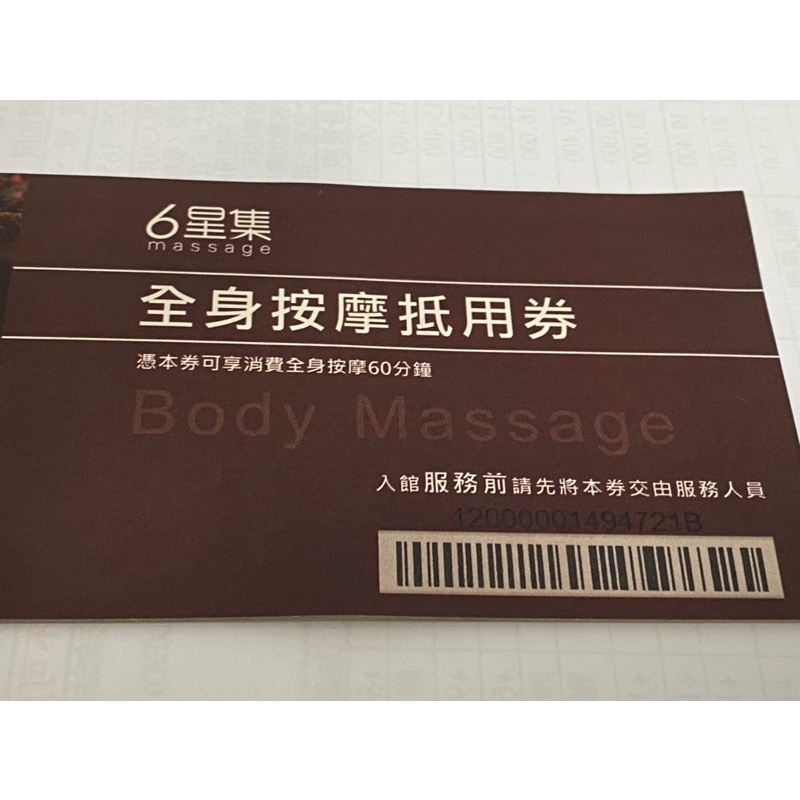 6星集
massage
全身按摩抵用券
憑本券可享消費全身按摩60分鐘
Body Massage
入館服務前請先將本券交由服務人員
12000001494721B